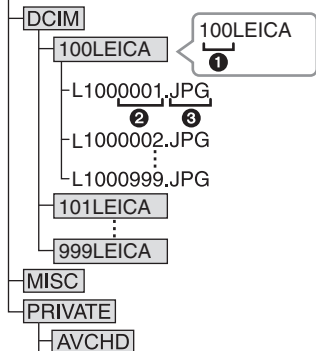 DCIM
100LEICA
100LEICA
❶
L1000001.JPG
❷ ❸
L1000002.JPG
L1000999.JPG
101LEICA
999LEICA
MISC
PRIVATE
AVCHD